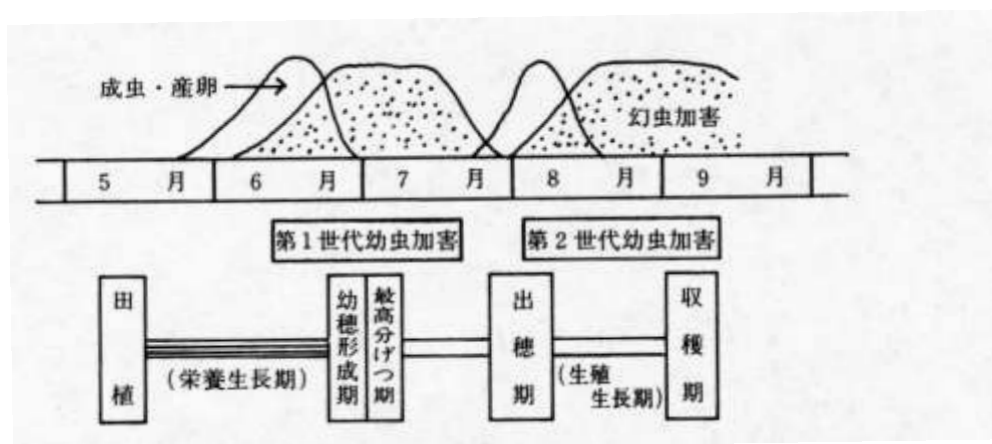 成虫・産卵
幻虫加害
5 月 6 月 7 月 8 月 9 月
第1世代幼虫加害
第2世代幼虫加害
田植
(栄養生長期)
幼穂形成期
最高分げつ期
出穂期
(生殖
生長期)
収穫期